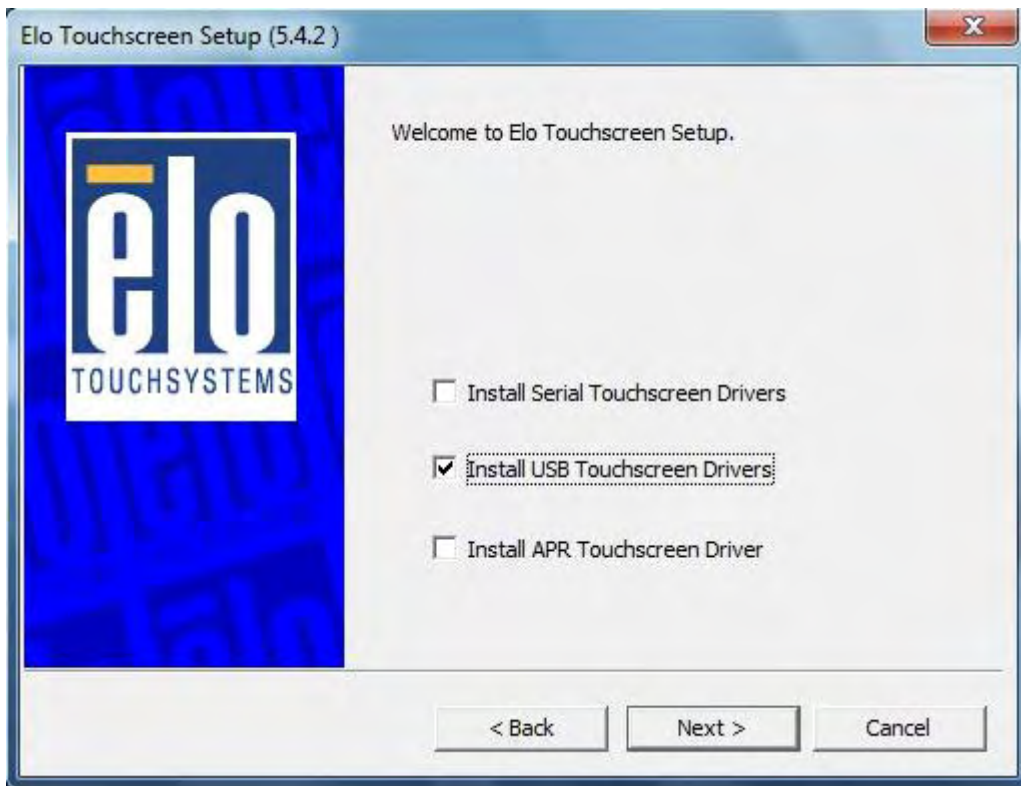 Elo Touchscreen Setup (5.4.2 )
Welcome to Elo Touchscreen Setup.
ēlo
TOUCHSYSTEMS
Install Serial Touchscreen Drivers
Install USB Touchscreen Drivers
Install APR Touchscreen Driver
< Back
Next >
Cancel